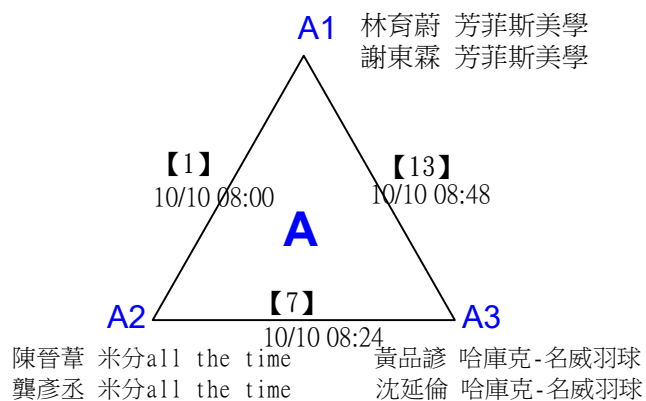 A1 林育蔚 芳菲斯美學
謝東霖 芳菲斯美學
【1】
10/10 08:00
【13】
10/10 08:48
A
【7】
10/10 08:24
A2
A3
陳晉葦 米分all the time
龔彥丞 米分all the time
黃品諺 哈庫克-名威羽球
沈延倫 哈庫克-名威羽球